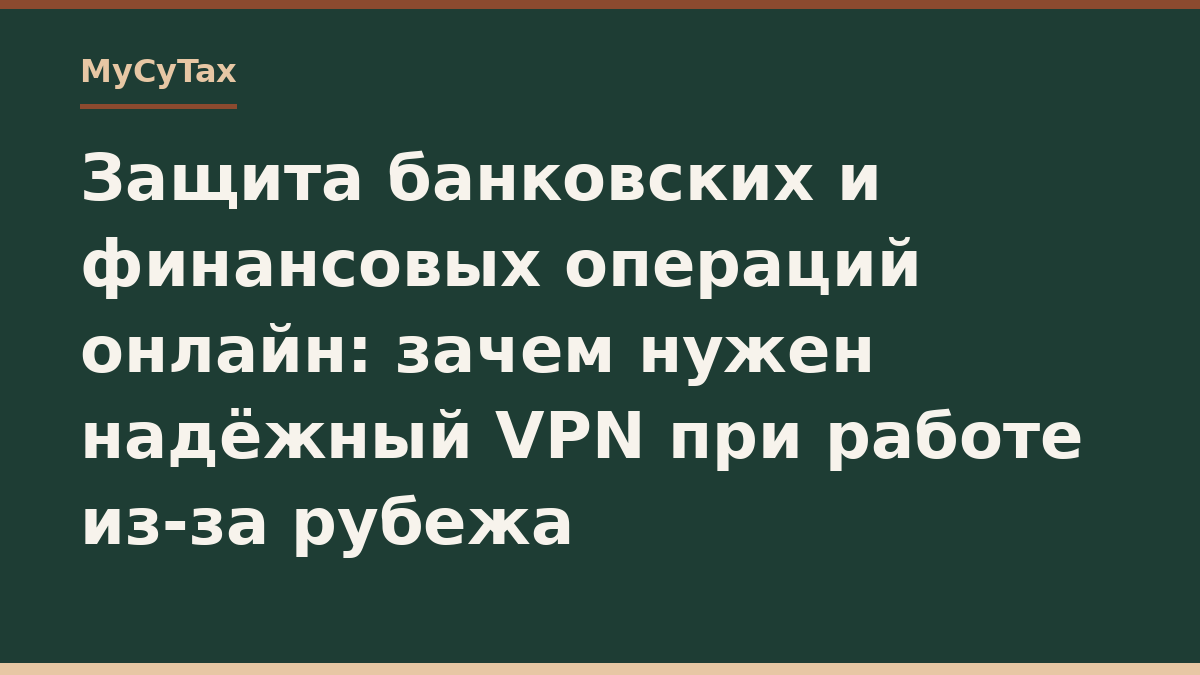 MyCyTax
Защита банковских и
финансовых операций
онлайн: зачем нужен
надёжный VPN при работе
из-за рубежа